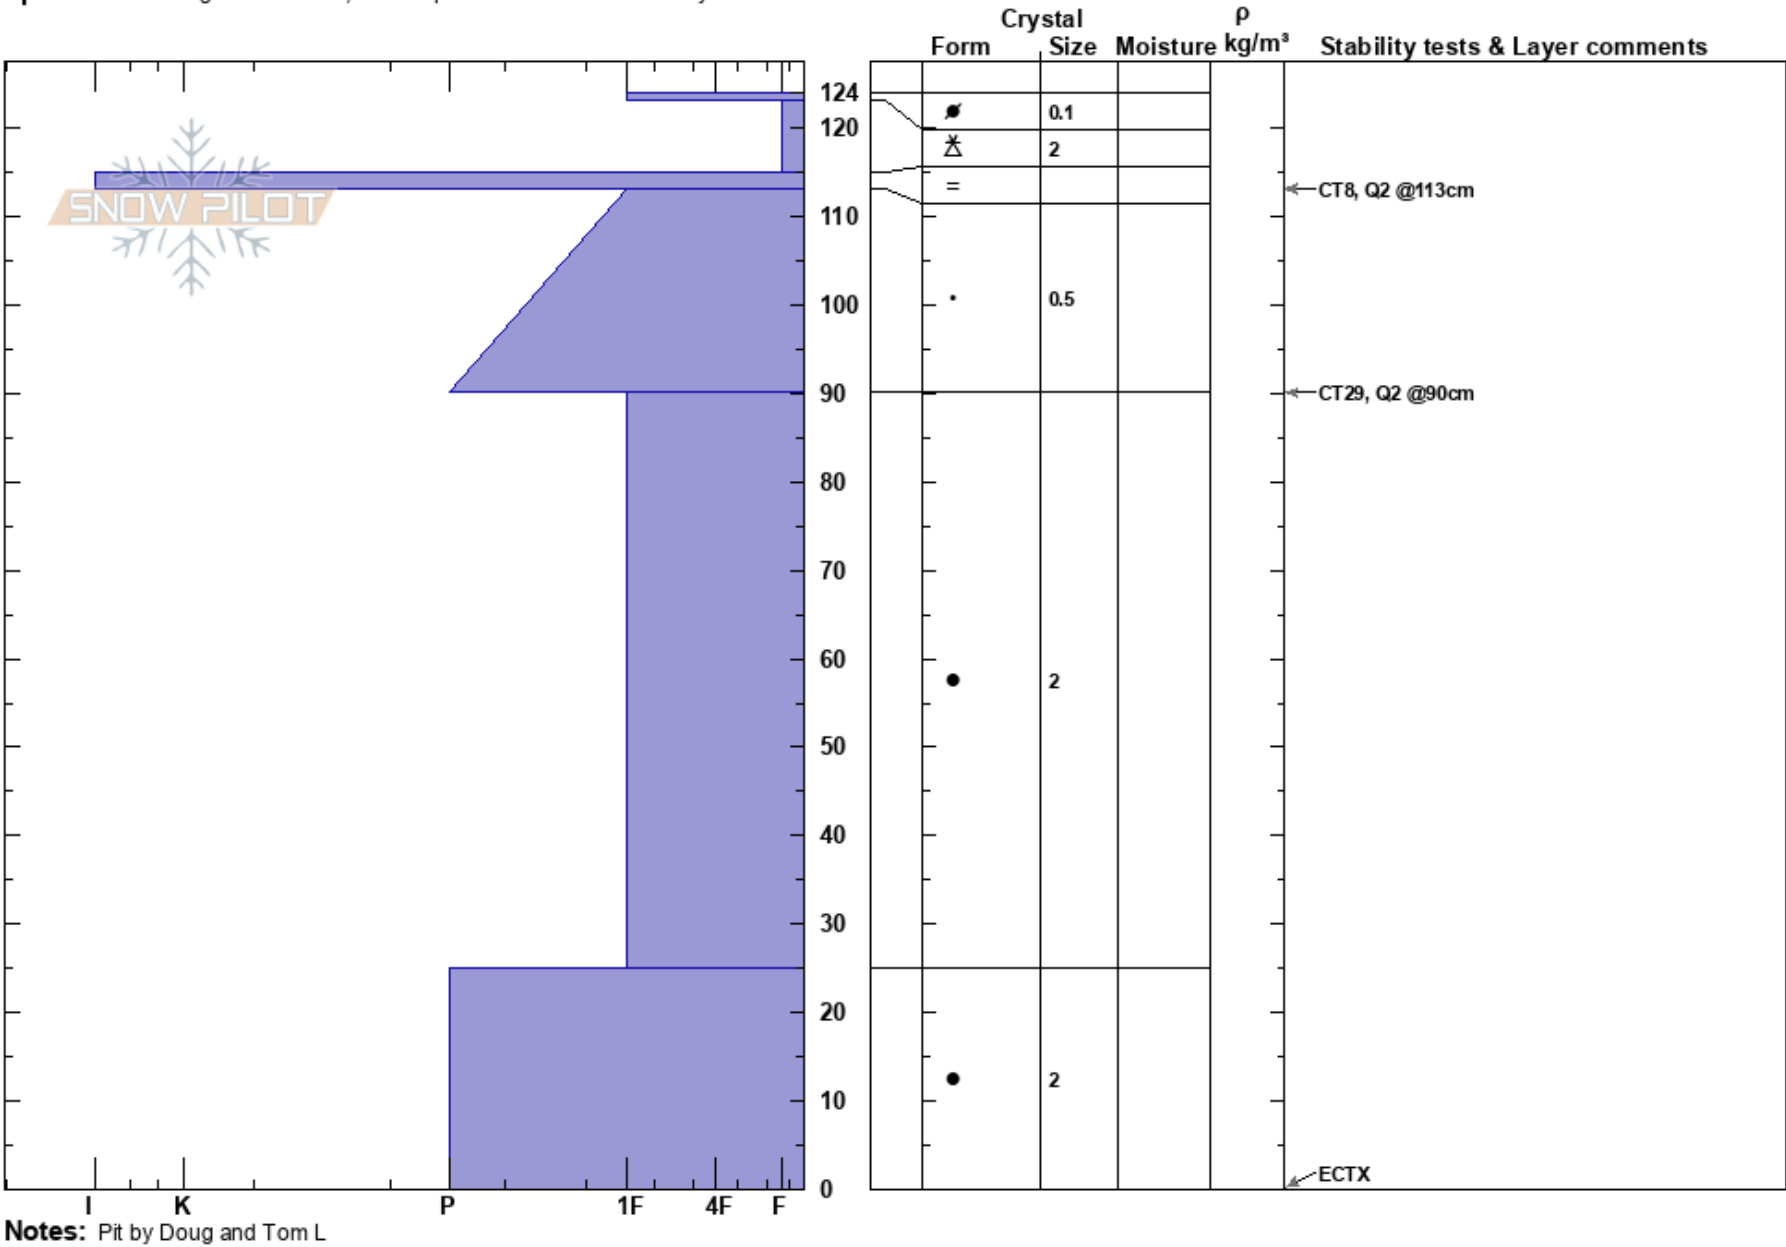 Crystal
ρ
Form Size Moisture kg/m³ Stability tests & Layer comments
124
0.1
120
2
=
SNOW PILOT
CT8, Q2 @113cm
110
100
0.5
90
CT29, Q2 @90cm
80
70
60
2
50
40
30
20
2
10
ECTX
0
I K P 1F 4F F
Notes: Pit by Doug and Tom L